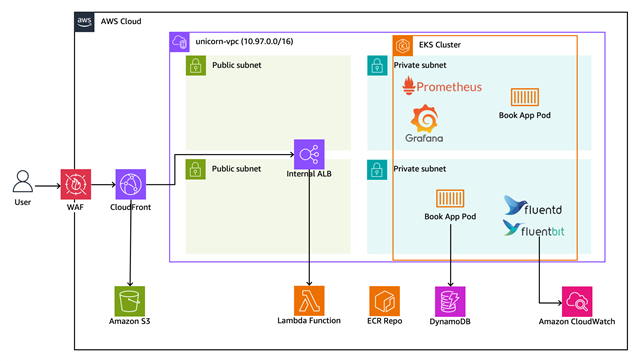 aws
AWS Cloud
unicorn-vpc (10.97.0.0/16)
EKS Cluster
Public subnet
Private subnet
Prometheus
Grafana
Book App Pod
Public subnet
Internal ALB
Private subnet
Book App Pod
fluentd
fluentbit
User
WAF
CloudFront
Amazon S3
Lambda Function
ECR Repo
DynamoDB
Amazon CloudWatch